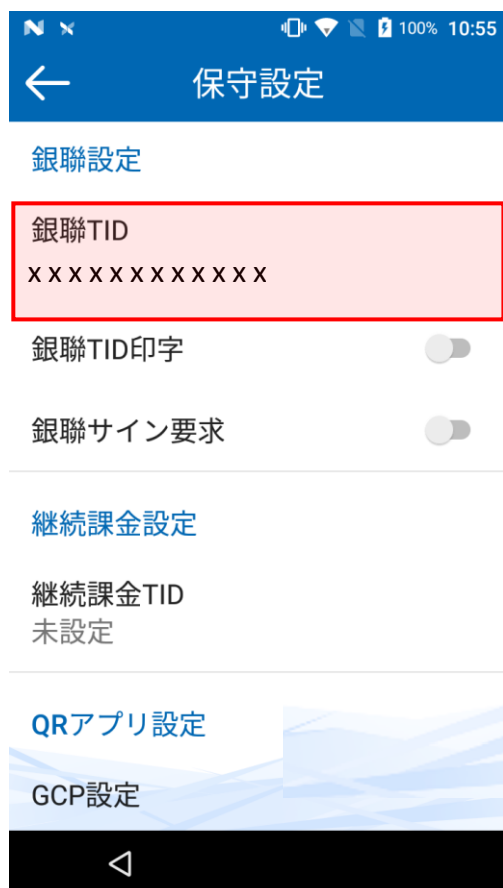 100% 10:55
保守設定
銀聯設定
銀聯TID
xxxxxxxxxxxx
銀聯TID印字
銀聯サイン要求
継続課金設定
継続課金TID
未設定
QRアプリ設定
GCP設定